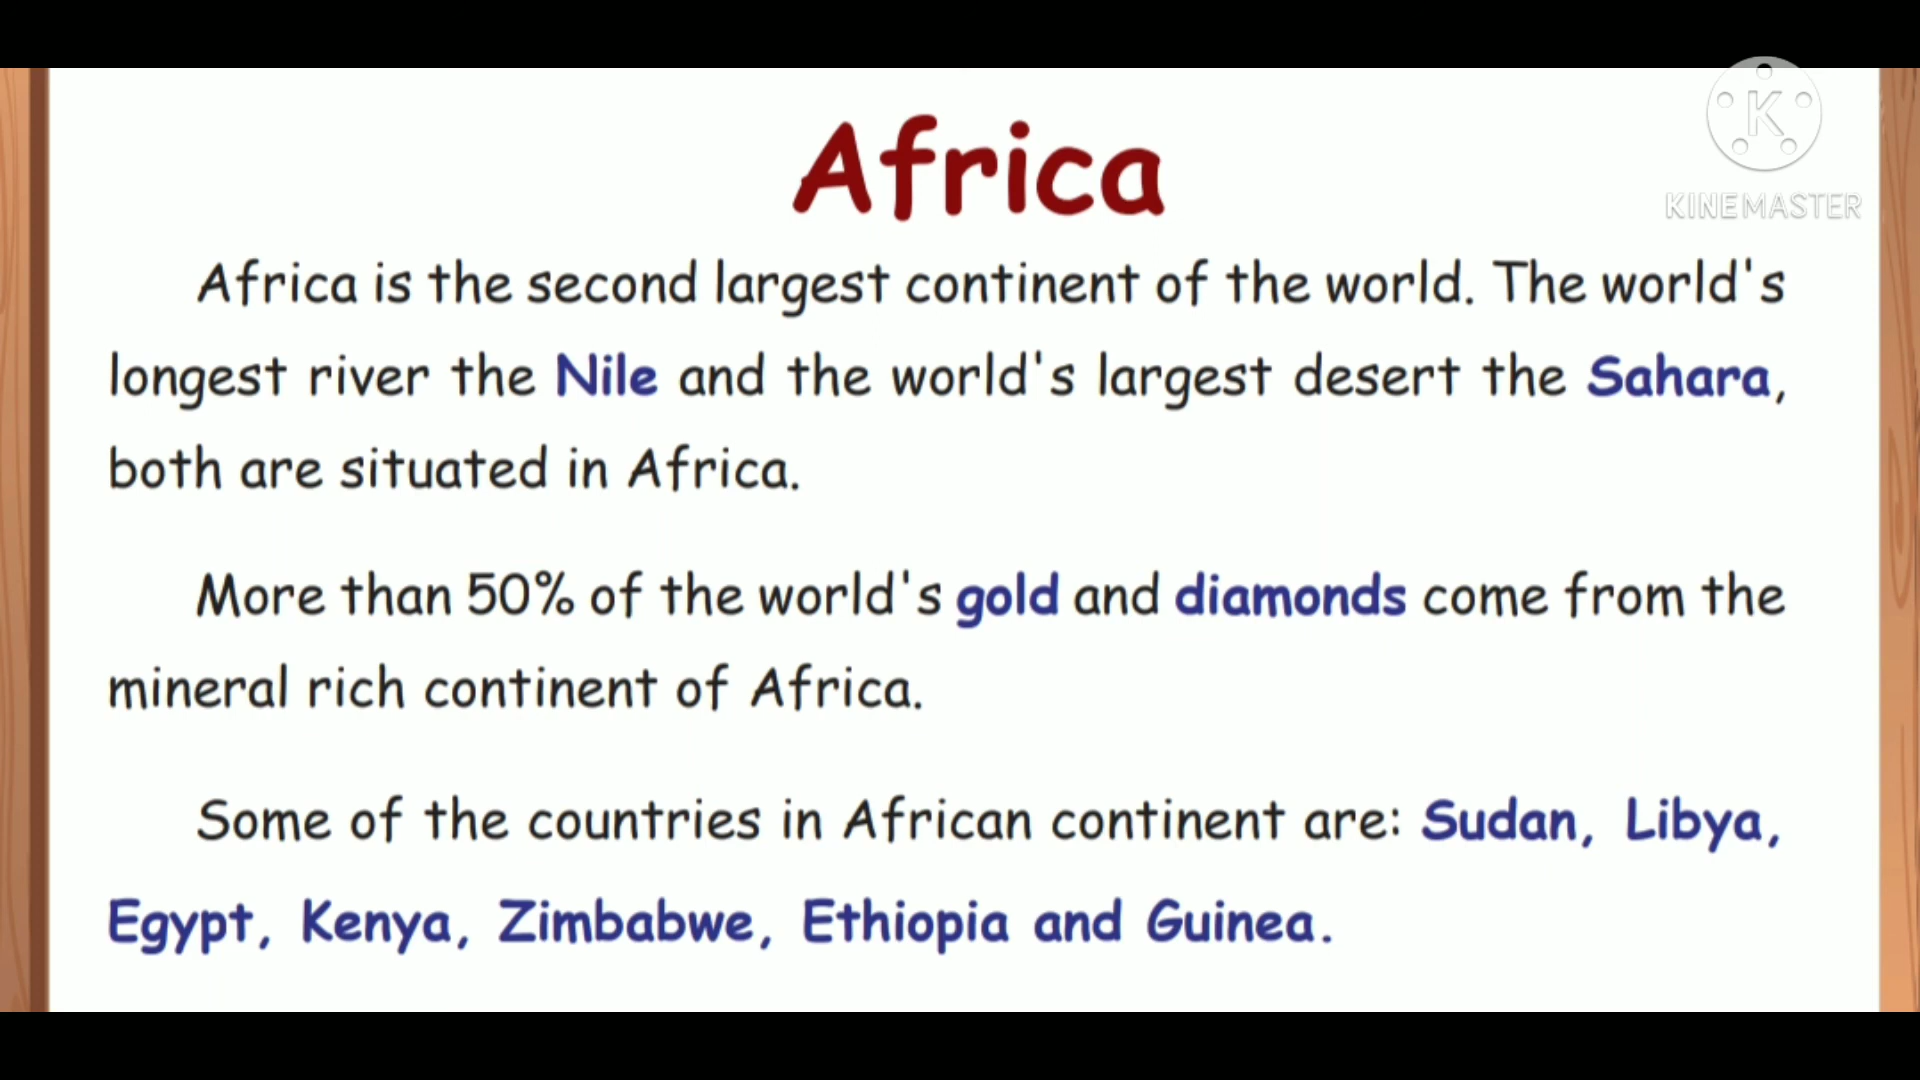 Africa
KINEMASTER
Africa is the second largest continent of the world. The world's
longest river the Nile and the world's largest desert the Sahara,
both are situated in Africa.
More than 50% of the world's gold and diamonds come from the
mineral rich continent of Africa.
Some of the countries in African continent are: Sudan, Libya,
Egypt, Kenya, Zimbabwe, Ethiopia and Guinea.